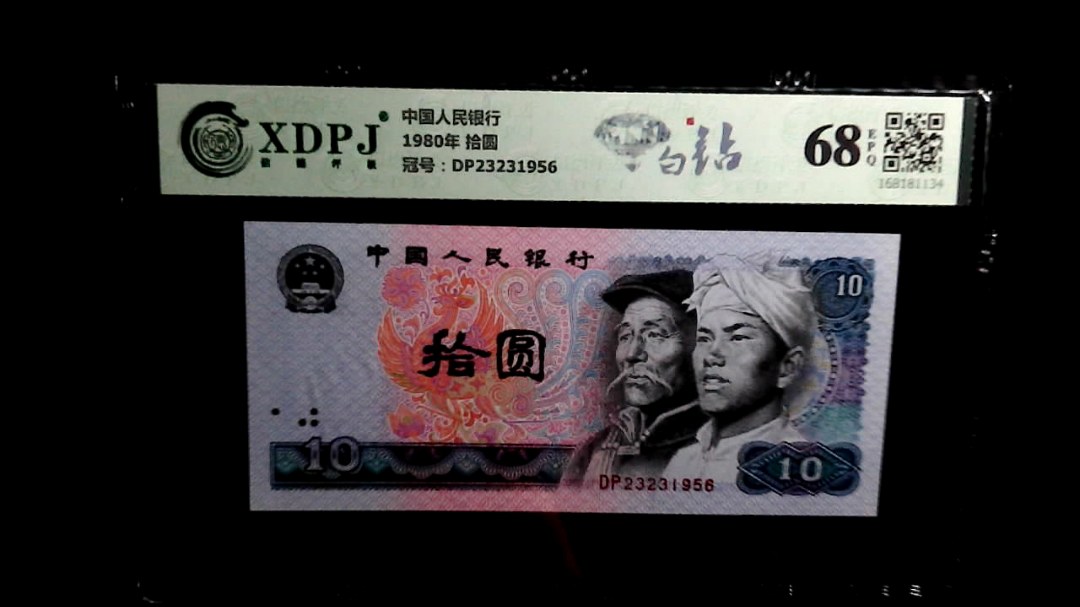 XDPJ
中国人民银行
1980年 拾圆
冠号：DP23231956
白钻
68
EPQ
168181134
中国人民银行
10
拾圆
10
10
DP23231956